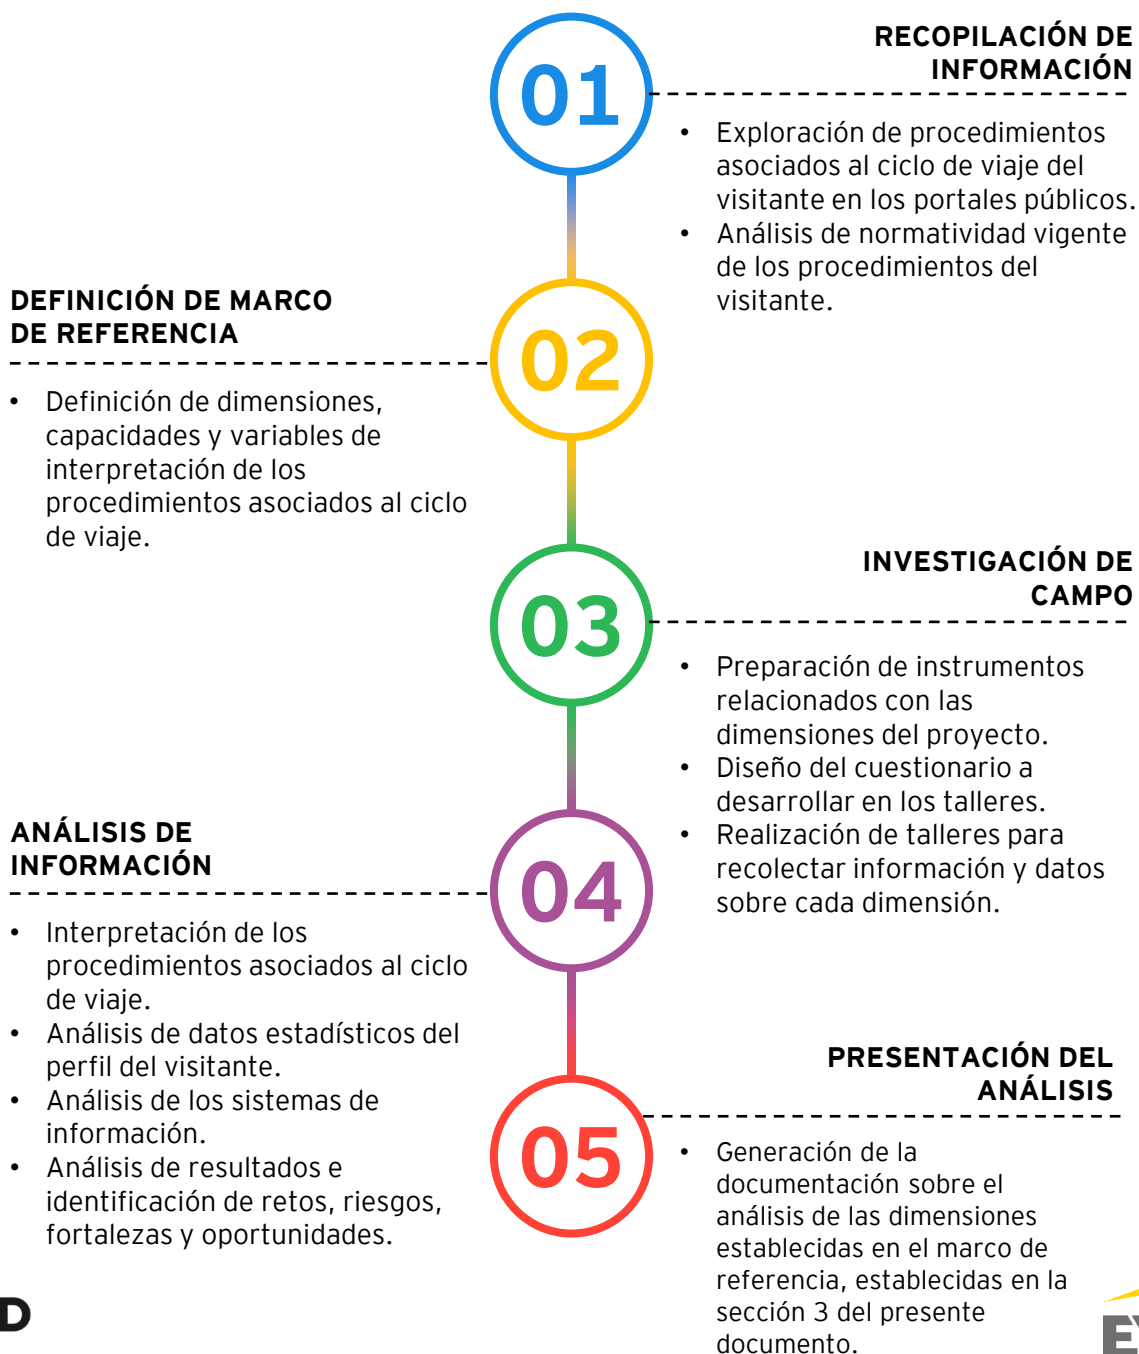 01
RECOPILACIÓN DE
INFORMACIÓN
• Exploración de procedimientos
asociados al ciclo de viaje del
visitante en los portales públicos.
• Análisis de normatividad vigente
de los procedimientos del
visitante.
DEFINICIÓN DE MARCO
DE REFERENCIA
02
• Definición de dimensiones,
capacidades y variables de
interpretación de los
procedimientos asociados al ciclo
de viaje.
03
INVESTIGACIÓN DE
CAMPO
• Preparación de instrumentos
relacionados con las
dimensiones del proyecto.
• Diseño del cuestionario a
desarrollar en los talleres.
• Realización de talleres para
recolectar información y datos
sobre cada dimensión.
ANÁLISIS DE
INFORMACIÓN
04
• Interpretación de los
procedimientos asociados al ciclo
de viaje.
• Análisis de datos estadísticos del
perfil del visitante.
• Análisis de los sistemas de
información.
• Análisis de resultados e
identificación de retos, riesgos,
fortalezas y oportunidades.
05
PRESENTACIÓN DEL
ANÁLISIS
• Generación de la
documentación sobre el
análisis de las dimensiones
establecidas en el marco de
referencia, establecidas en la
sección 3 del presente
documento.
D